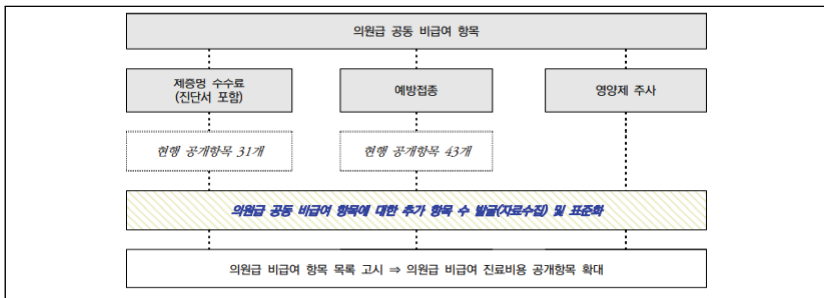 의원급 공동 비급여 항목
제증명 수수료
(진단서 포함)
예방접종
영양제 주사
현행 공개항목 31개
현행 공개항목 43개
의원급 공동 비급여 항목에 대한 추가 항목 수 발굴(자료수집) 및 표준화
의원급 비급여 항목 목록 고시 ⇒ 의원급 비급여 진료비용 공개항목 확대